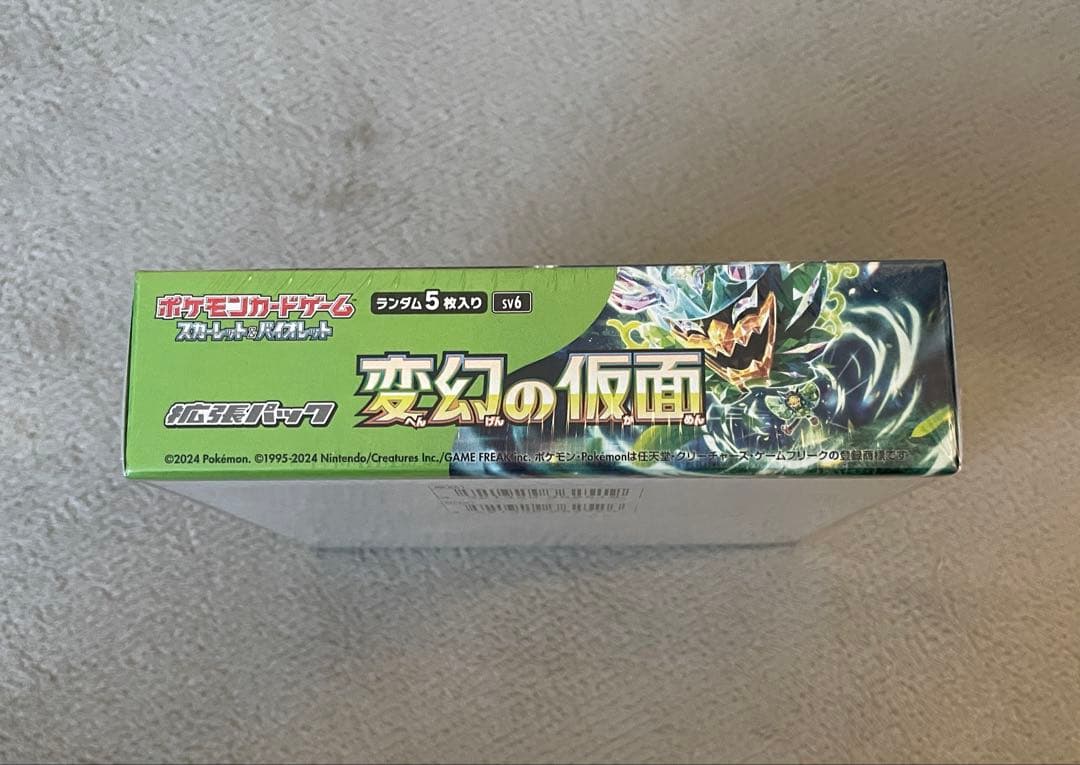 ポケモンカードゲーム™
スカーレット&バイオレット
ランダム5枚入り
SV6
拡張パック
変幻の仮面
へんげんかめん
©2024 Pokémon. ©1995-2024 Nintendo/Creatures Inc./GAME FREAK inc. ポケモン・Pokémonは任天堂・クリーチャーズ・ゲームフリークの登録商標です